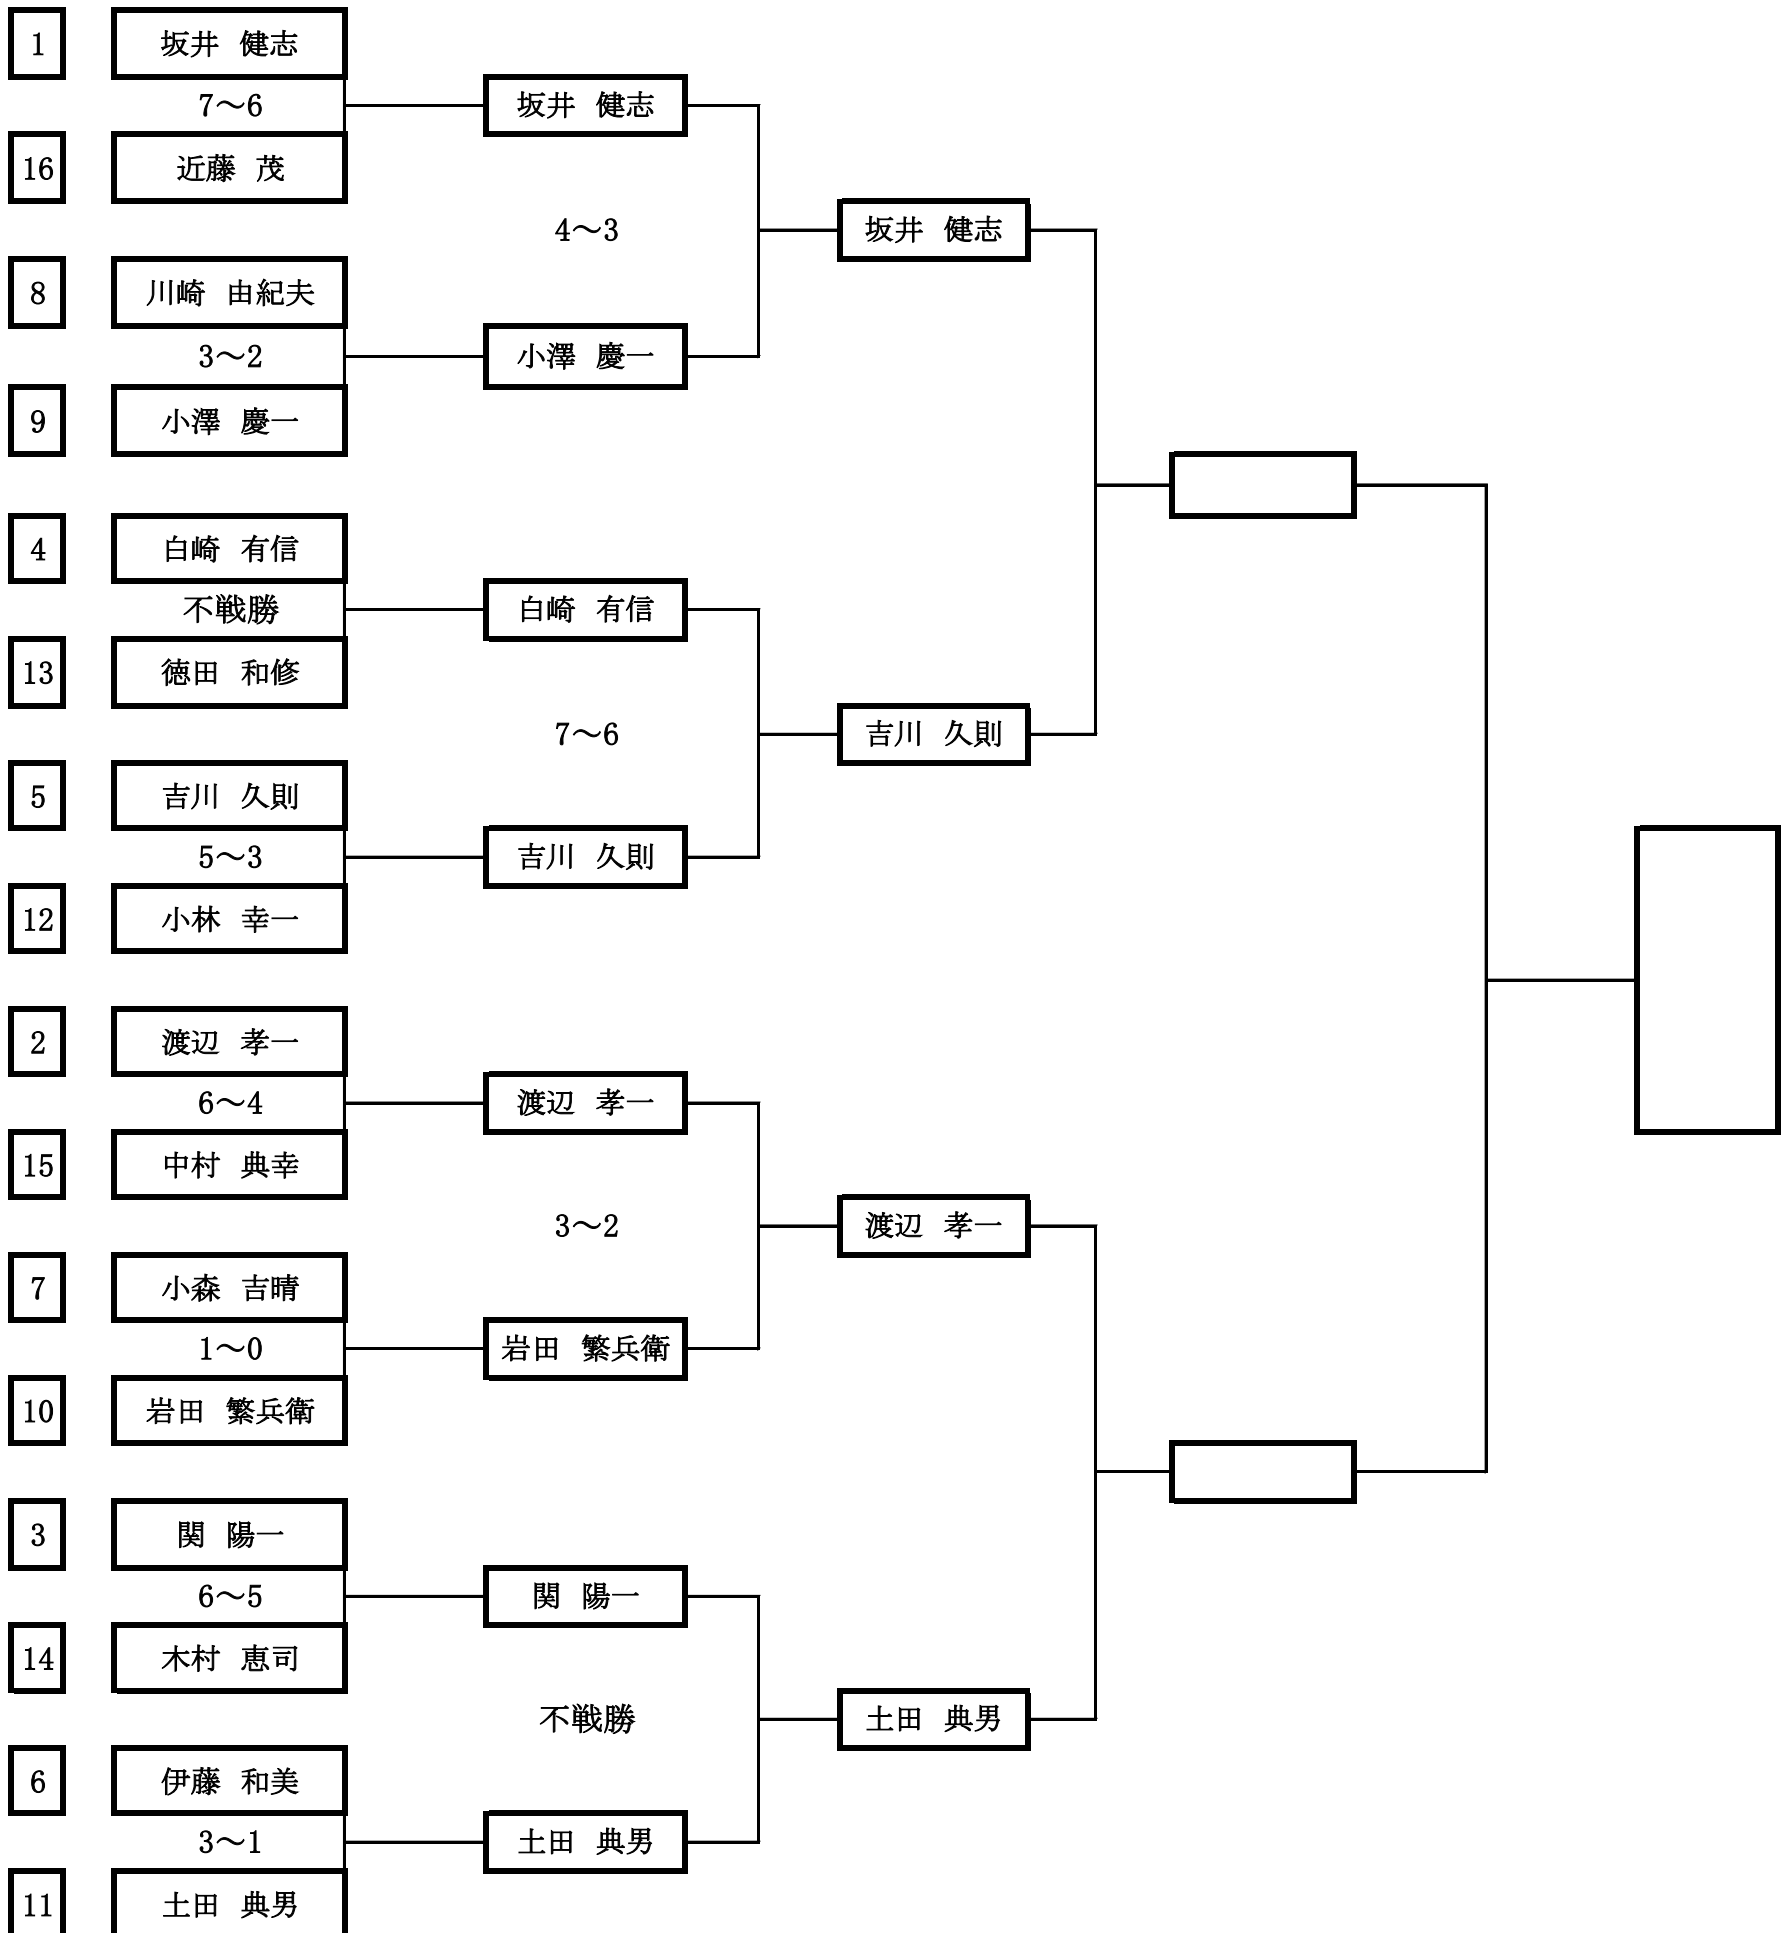 1 坂井 健志
7～6 坂井 健志
16 近藤 茂
4～3 坂井 健志
8 川崎 由紀夫
3～2 小澤 慶一
9 小澤 慶一
4 白崎 有信
不戦勝 白崎 有信
13 徳田 和修
7～6 吉川 久則
5 吉川 久則
5～3 吉川 久則
12 小林 幸一
2 渡辺 孝一
6～4 渡辺 孝一
15 中村 典幸
3～2 渡辺 孝一
7 小森 吉晴
1～0 岩田 繁兵衛
10 岩田 繁兵衛
3 関 陽一
6～5 関 陽一
14 木村 恵司
不戦勝 土田 典男
6 伊藤 和美
3～1 土田 典男
11 土田 典男